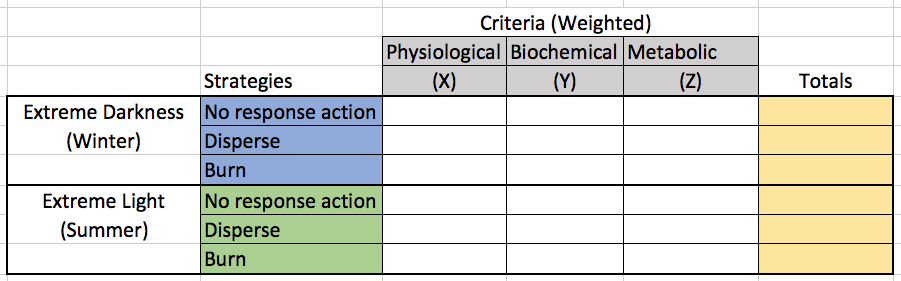 Criteria (Weighted)
Physiological Biochemical Metabolic
Strategies (X) (Y) (Z) Totals
Extreme Darkness No response action
(Winter) Disperse
Burn
Extreme Light No response action
(Summer) Disperse
Burn